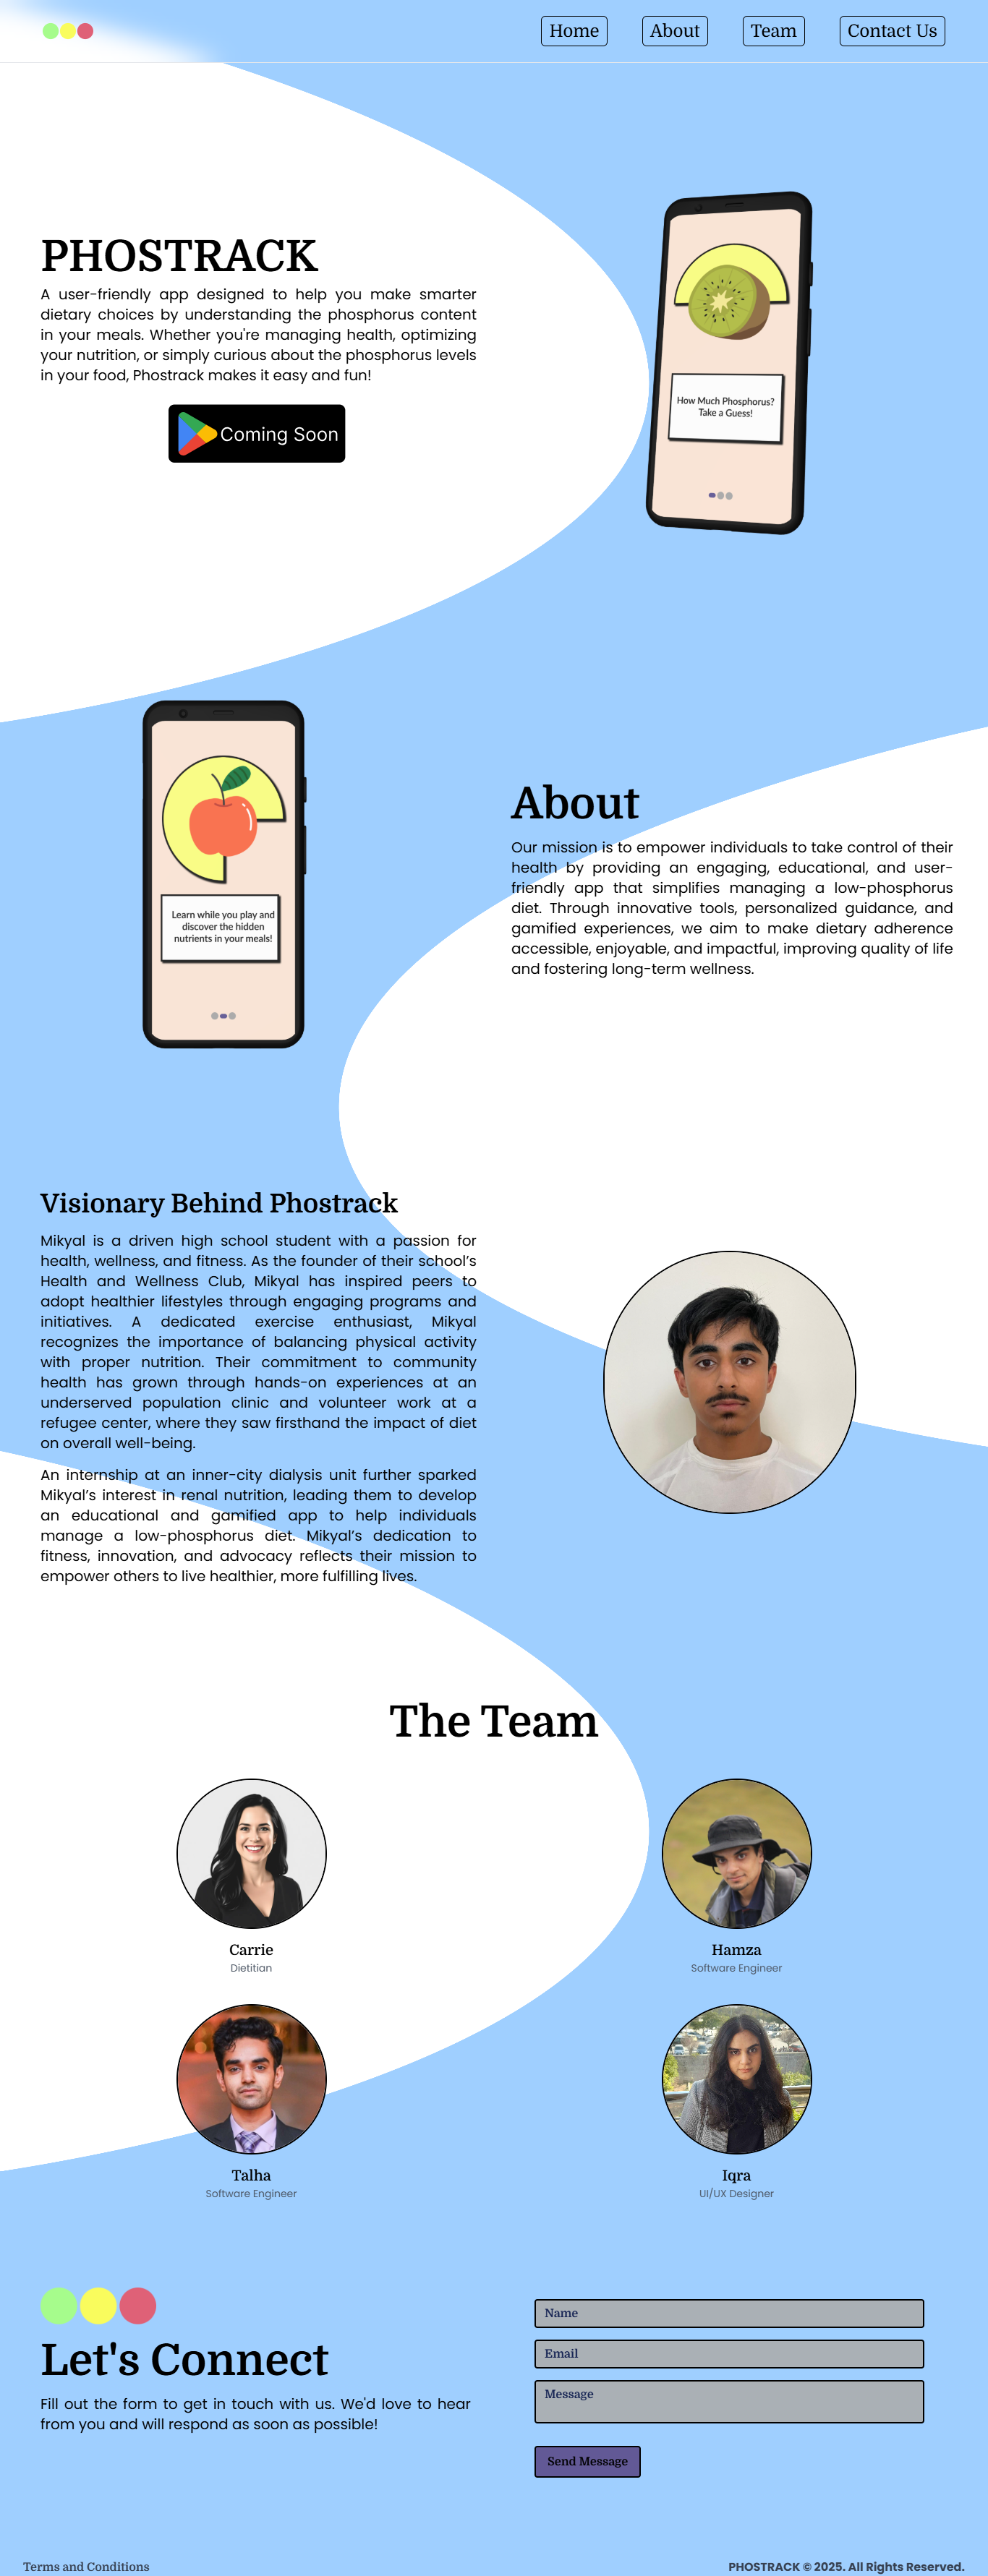 Home
About
Team
Contact Us
PHOSTRACK
A user-friendly app designed to help you make smarter
dietary choices by understanding the phosphorus content
in your meals. Whether you're managing health, optimizing
your nutrition, or simply curious about the phosphorus levels
in your food, Phostrack makes it easy and fun!
Coming Soon
How Much Phosphorus?
Take a Guess!
Learn while you play and
discover the hidden
nutrients in your meals!
About
Our mission is to empower individuals to take control of their
health by providing an engaging, educational, and user-
friendly app that simplifies managing a low-phosphorus
diet. Through innovative tools, personalized guidance, and
gamified experiences, we aim to make dietary adherence
accessible, enjoyable, and impactful, improving quality of life
and fostering long-term wellness.
Visionary Behind Phostrack
Mikyal is a driven high school student with a passion for
health, wellness, and fitness. As the founder of their school’s
Health and Wellness Club, Mikyal has inspired peers to
adopt healthier lifestyles through engaging programs and
initiatives. A dedicated exercise enthusiast, Mikyal
recognizes the importance of balancing physical activity
with proper nutrition. Their commitment to community
health has grown through hands-on experiences at an
underserved population clinic and volunteer work at a
refugee center, where they saw firsthand the impact of diet
on overall well-being.
An internship at an inner-city dialysis unit further sparked
Mikyal’s interest in renal nutrition, leading them to develop
an educational and gamified app to help individuals
manage a low-phosphorus diet. Mikyal’s dedication to
fitness, innovation, and advocacy reflects their mission to
empower others to live healthier, more fulfilling lives.
The Team
Carrie
Dietitian
Hamza
Software Engineer
Talha
Software Engineer
Iqra
UI/UX Designer
Let's Connect
Fill out the form to get in touch with us. We'd love to hear
from you and will respond as soon as possible!
Name
Email
Message
Send Message
Terms and Conditions
PHOSTRACK © 2025. All Rights Reserved.